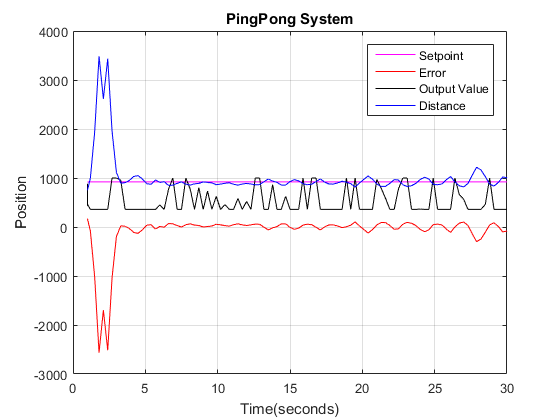 PingPong System
4000
3000
2000
1000
0
-1000
-2000
-3000
Position
Setpoint
Error
Output Value
Distance
0 5 10 15 20 25 30
Time(seconds)